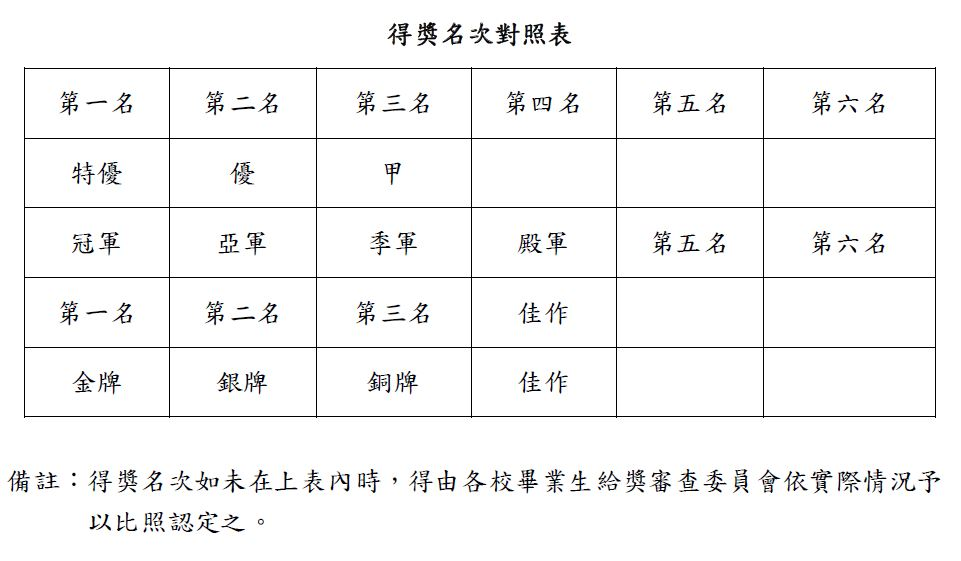 得獎名次對照表
第一名 第二名 第三名 第四名 第五名 第六名
特優 優 甲
冠軍 亞軍 季軍 殿軍 第五名 第六名
第一名 第二名 第三名 佳作
金牌 銀牌 銅牌 佳作
備註：得獎名次如未在上表內時，得由各校畢業生給獎審查委員會依實際情況予
以比照認定之。